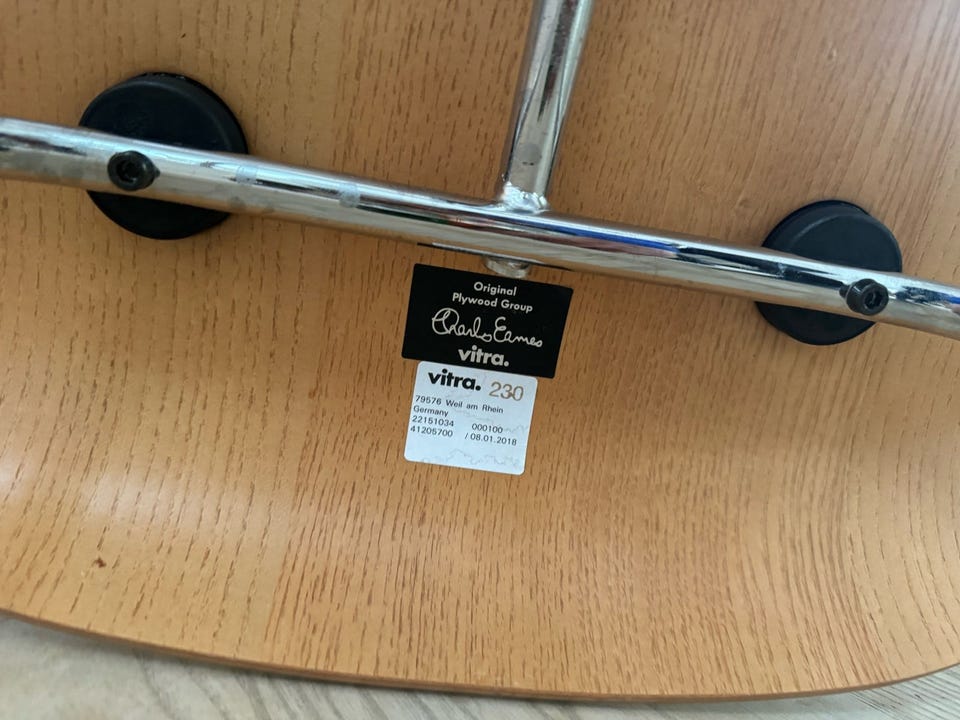 Original
Plywood Group
Charles Eames
vitra.
vitra. 230
79576 Weil am Rhein
Germany
22151034 000100
41205700 / 08.01.2018